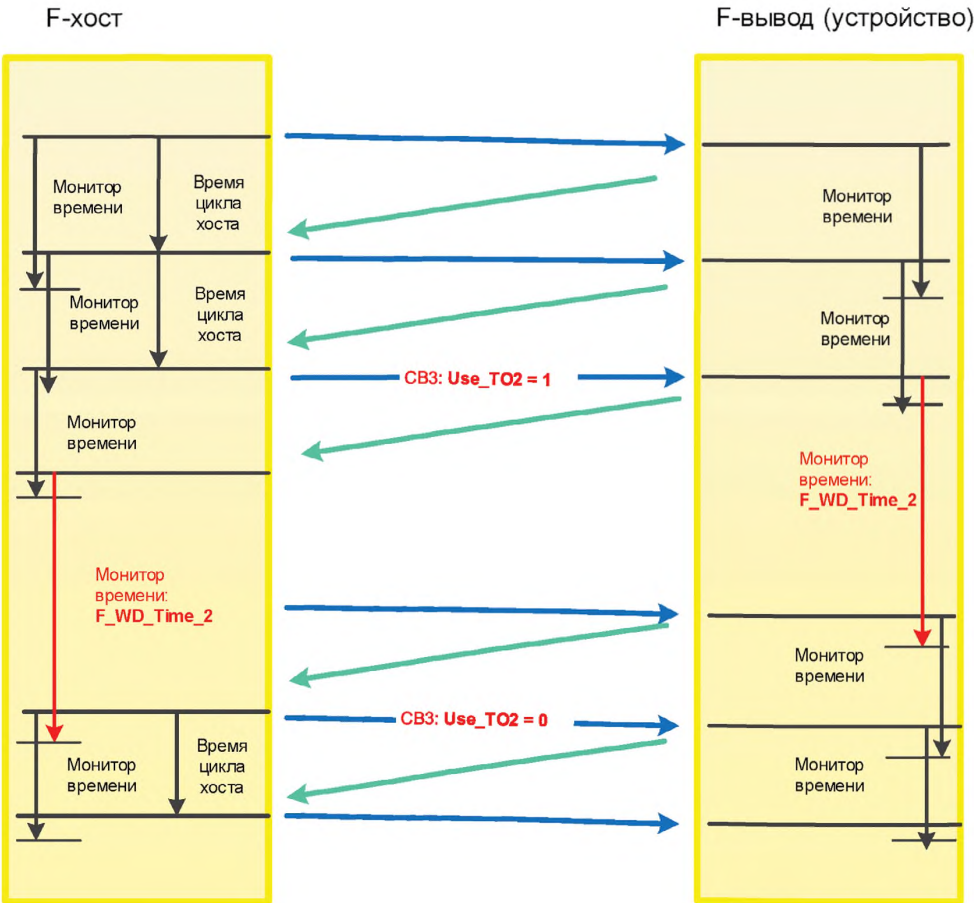 F-хост
F-вывод (устройство)
Монитор
времени
Время
цикла
хоста
Монитор
времени
Монитор
времени
Время
цикла
хоста
Монитор
времени
СВ3: Use_TO2 = 1
Монитор
времени
Монитор
времени:
F_WD_Time_2
Монитор
времени:
F_WD_Time_2
Монитор
времени
СВ3: Use_TO2 = 0
Монитор
времени
Время
цикла
хоста
Монитор
времени